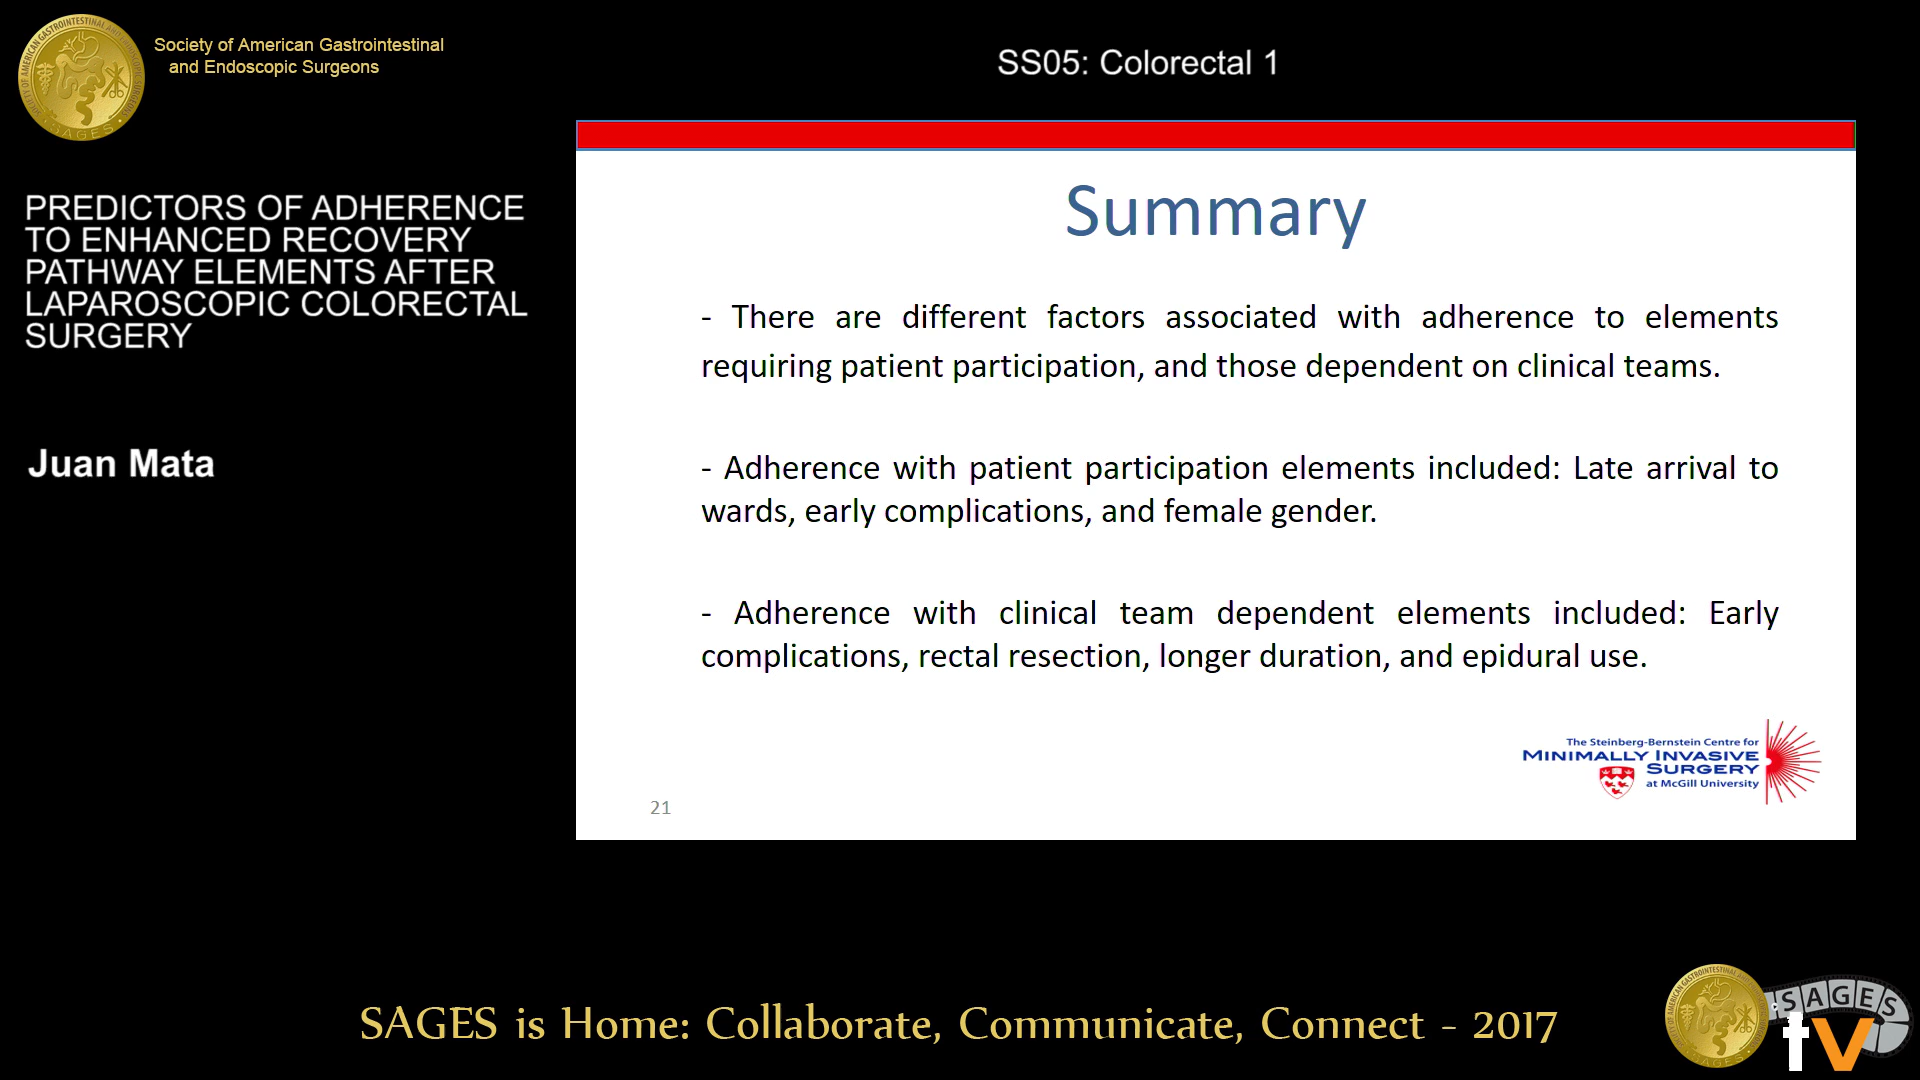 Society of American Gastrointestinal
and Endoscopic Surgeons
SS05: Colorectal 1
PREDICTORS OF ADHERENCE
TO ENHANCED RECOVERY
PATHWAY ELEMENTS AFTER
LAPAROSCOPIC COLORECTAL
SURGERY
Juan Mata
Summary
- There are different factors associated with adherence to elements
requiring patient participation, and those dependent on clinical teams.
- Adherence with patient participation elements included: Late arrival to
wards, early complications, and female gender.
- Adherence with clinical team dependent elements included: Early
complications, rectal resection, longer duration, and epidural use.
The Steinberg-Bernstein Centre for
MINIMALLY INVASIVE
SURGERY
at McGill University
21
SAGES is Home: Collaborate, Communicate, Connect - 2017
SAGES
tv